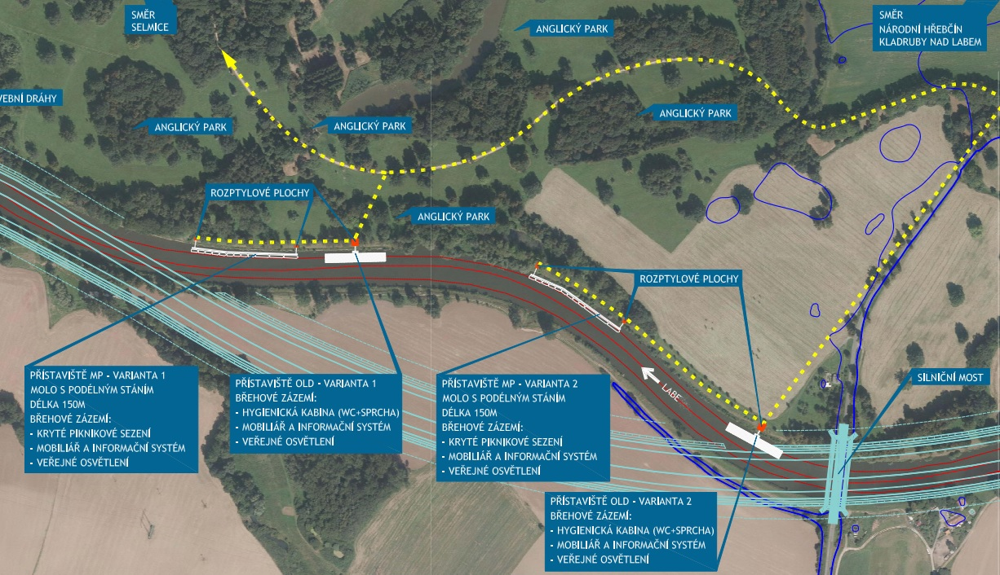 SMĚR
SELMICE
ANGLICKÝ PARK
SMĚR
NÁRODNÍ HŘEBČÍN
KLADRUBY NAD LABEM
VEBNÍ DRÁHY
ANGLICKÝ PARK
ANGLICKÝ PARK
ANGLICKÝ PARK
ROZPTYLOVÉ PLOCHY
ANGLICKÝ PARK
ROZPTYLOVÉ PLOCHY
PŘÍSTAVIŠTĚ MP - VARIANTA 1
MOLO S PODÉLNÝM STÁNÍM
DÉLKA 150M
BŘEHOVÉ ZÁZEMÍ:
- KRYTÉ PIKNIKOVÉ SEZENÍ
- MOBILIÁŘ A INFORMAČNÍ SYSTÉM
- VEŘEJNÉ OSVĚTLENÍ
PŘÍSTAVIŠTĚ OLD - VARIANTA 1
BŘEHOVÉ ZÁZEMÍ:
- HYGIENICKÁ KABINA (WC+SPRCHA)
- MOBILIÁŘ A INFORMAČNÍ SYSTÉM
- VEŘEJNÉ OSVĚTLENÍ
PŘÍSTAVIŠTĚ MP - VARIANTA 2
MOLO S PODÉLNÝM STÁNÍM
DÉLKA 150M
BŘEHOVÉ ZÁZEMÍ:
- KRYTÉ PIKNIKOVÉ SEZENÍ
- MOBILIÁŘ A INFORMAČNÍ SYSTÉM
- VEŘEJNÉ OSVĚTLENÍ
LABE
SILNIČNÍ MOST
PŘÍSTAVIŠTĚ OLD - VARIANTA 2
BŘEHOVÉ ZÁZEMÍ:
- HYGIENICKÁ KABINA (WC+SPRCHA)
- MOBILIÁŘ A INFORMAČNÍ SYSTÉM
- VEŘEJNÉ OSVĚTLENÍ